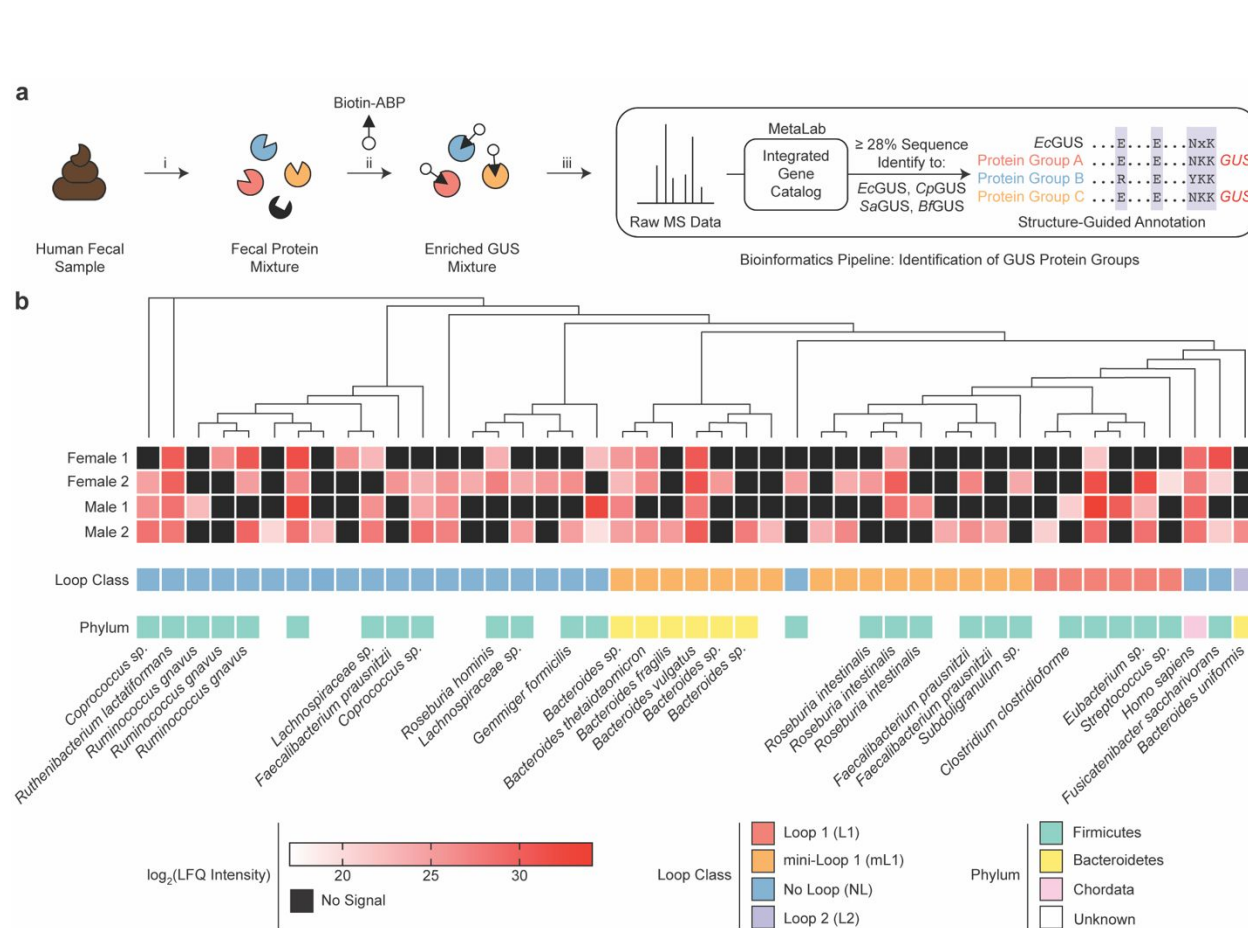 a
Biotin-ABP
i
ii
iii
Human Fecal
Sample
Fecal Protein
Mixture
Enriched GUS
Mixture
Raw MS Data
MetaLab
Integrated
Gene
Catalog
≥ 28% Sequence
Identify to:
EcGUS, CpGUS
SaGUS, BfGUS
EcGUS ...E...E...NxK
Protein Group A ...E...E...NKK GUS
Protein Group B ...R...E...YKK
Protein Group C ...E...E...NKK GUS
Structure-Guided Annotation
Bioinformatics Pipeline: Identification of GUS Protein Groups
b
Female 1
Female 2
Male 1
Male 2
Loop Class
Phylum
Coprococcus sp.
Ruthenibacterium lactatiformans
Ruminococcus gnavus
Ruminococcus gnavus
Ruminococcus gnavus
Lachnospiraceae sp.
Faecalibacterium prausnitzii
Coprococcus sp.
Roseburia hominis
Lachnospiraceae sp.
Gemmiger formicilis
Bacteroides sp.
Bacteroides thetaiotaomicron
Bacteroides fragilis
Bacteroides vulgatus
Bacteroides sp.
Bacteroides sp.
Roseburia intestinalis
Roseburia intestinalis
Roseburia intestinalis
Faecalibacterium prausnitzii
Faecalibacterium prausnitzii
Subdoligranulum sp.
Clostridium clostridioforme
Eubacterium sp.
Streptococcus sp.
Homo sapiens
Fusicatenibacter saccharivorans
Bacteroides uniformis
log2(LFQ Intensity)
20
25
30
No Signal
Loop Class
Loop 1 (L1)
mini-Loop 1 (mL1)
No Loop (NL)
Loop 2 (L2)
Phylum
Firmicutes
Bacteroidetes
Chordata
Unknown